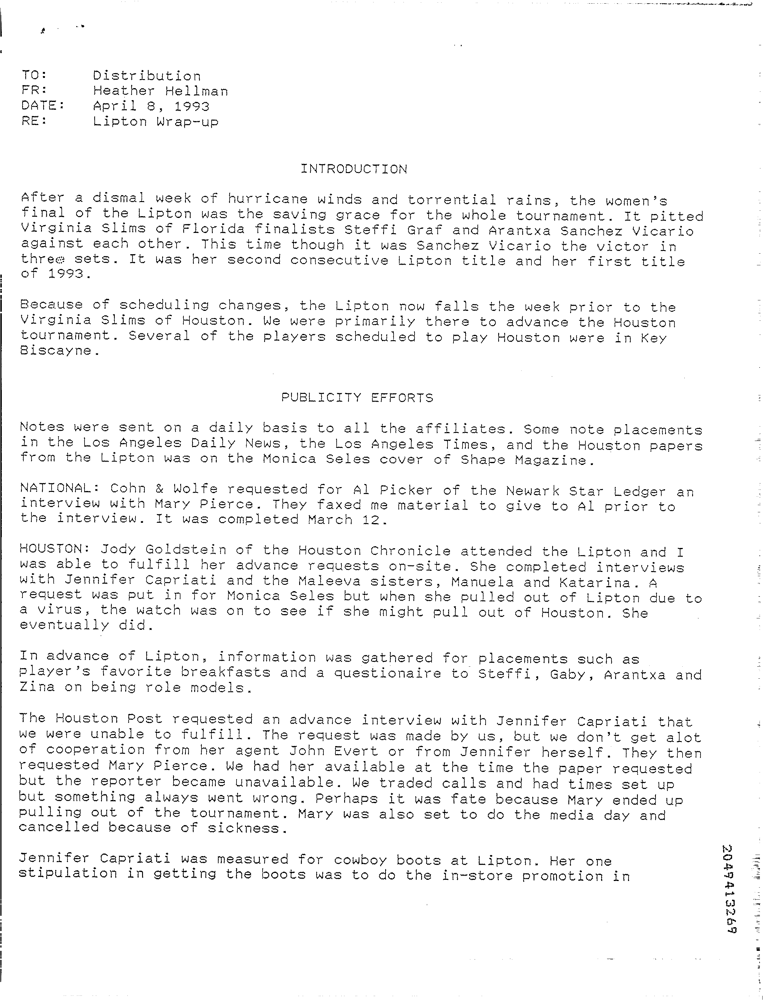 TO: Distribution
FR: Heather Hellman
DATE: April 8, 1993
RE: Lipton Wrap-up
INTRODUCTION
After a dismal week of hurricane winds and torrential rains, the women's
final of the Lipton was the saving grace for the whole tournament. It pitted
Virginia Slims of Florida finalists Steffi Graf and Arantxa Sanchez Vicario
against each other. This time though it was Sanchez Vicario the victor in
three sets. It was her second consecutive Lipton title and her first title
of 1993.
Because of scheduling changes, the Lipton now falls the week prior to the
Virginia Slims of Houston. We were primarily there to advance the Houston
tournament. Several of the players scheduled to play Houston were in Key
Biscayne.
PUBLICITY EFFORTS
Notes were sent on a daily basis to all the affiliates. Some note placements
in the Los Angeles Daily News, the Los Angeles Times, and the Houston papers
from the Lipton was on the Monica Seles cover of Shape Magazine.
NATIONAL: Cohn & Wolfe requested for Al Picker of the Newark Star Ledger an
interview with Mary Pierce. They faxed me material to give to Al prior to
the interview. It was completed March 12.
HOUSTON: Jody Goldstein of the Houston Chronicle attended the Lipton and I
was able to fulfill her advance requests on-site. She completed interviews
with Jennifer Capriati and the Maleeva sisters, Manuela and Katarina. A
request was put in for Monica Seles but when she pulled out of Lipton due to
a virus, the watch was on to see if she might pull out of Houston. She
eventually did.
In advance of Lipton, information was gathered for placements such as
player's favorite breakfasts and a questionaire to Steffi, Gaby, Arantxa and
Zina on being role models.
The Houston Post requested an advance interview with Jennifer Capriati that
we were unable to fulfill. The request was made by us, but we don't get alot
of cooperation from her agent John Evert or from Jennifer herself. They then
requested Mary Pierce. We had her available at the time the paper requested
but the reporter became unavailable. We traded calls and had times set up
but something always went wrong. Perhaps it was fate because Mary ended up
pulling out of the tournament. Mary was also set to do the media day and
cancelled because of sickness.
Jennifer Capriati was measured for cowboy boots at Lipton. Her one
stipulation in getting the boots was to do the in-store promotion in
2049413269